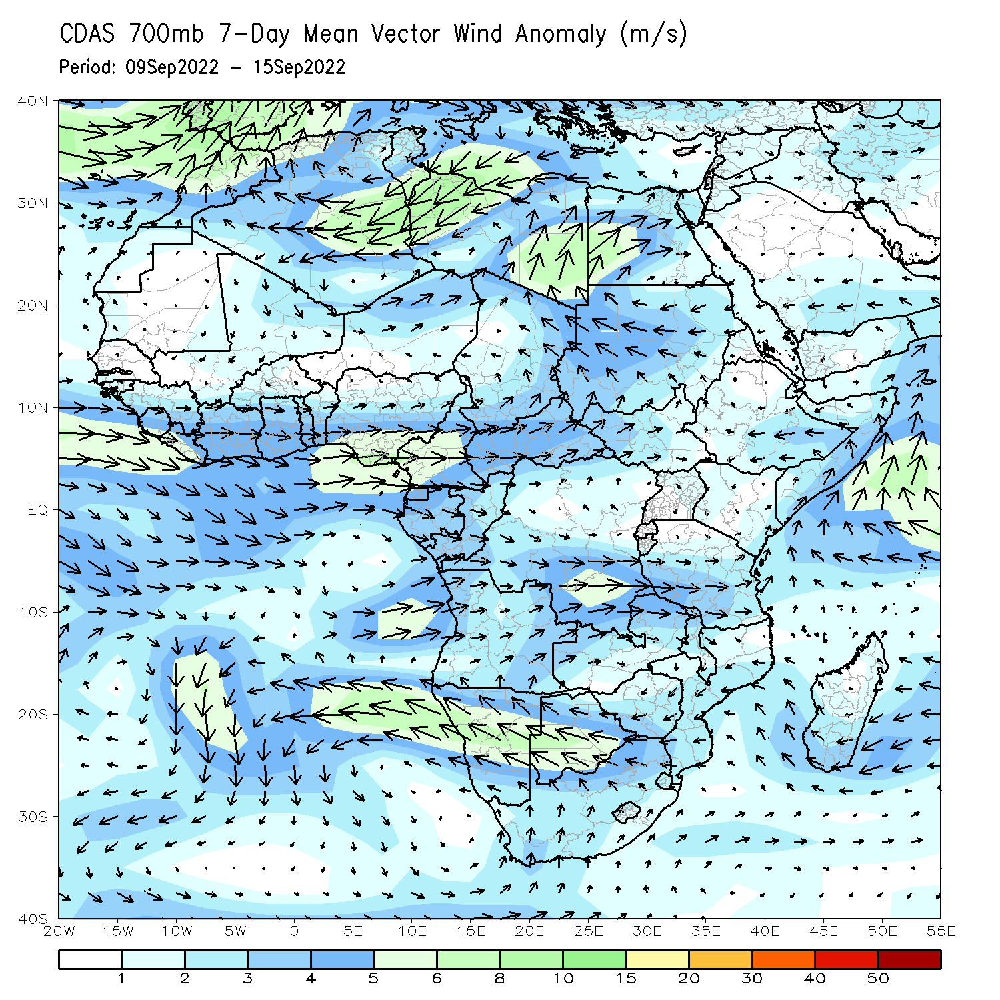 CDAS 700mb 7-Day Mean Vector Wind Anomaly (m/s)
Period: 09Sep2022 - 15Sep2022
40N
30N
20N
10N
EQ
10S
20S
30S
40S
20W 15W 10W 5W 0 5E 10E 15E 20E 25E 30E 35E 40E 45E 50E 55E
1 2 3 4 5 6 8 10 15 20 30 40 50